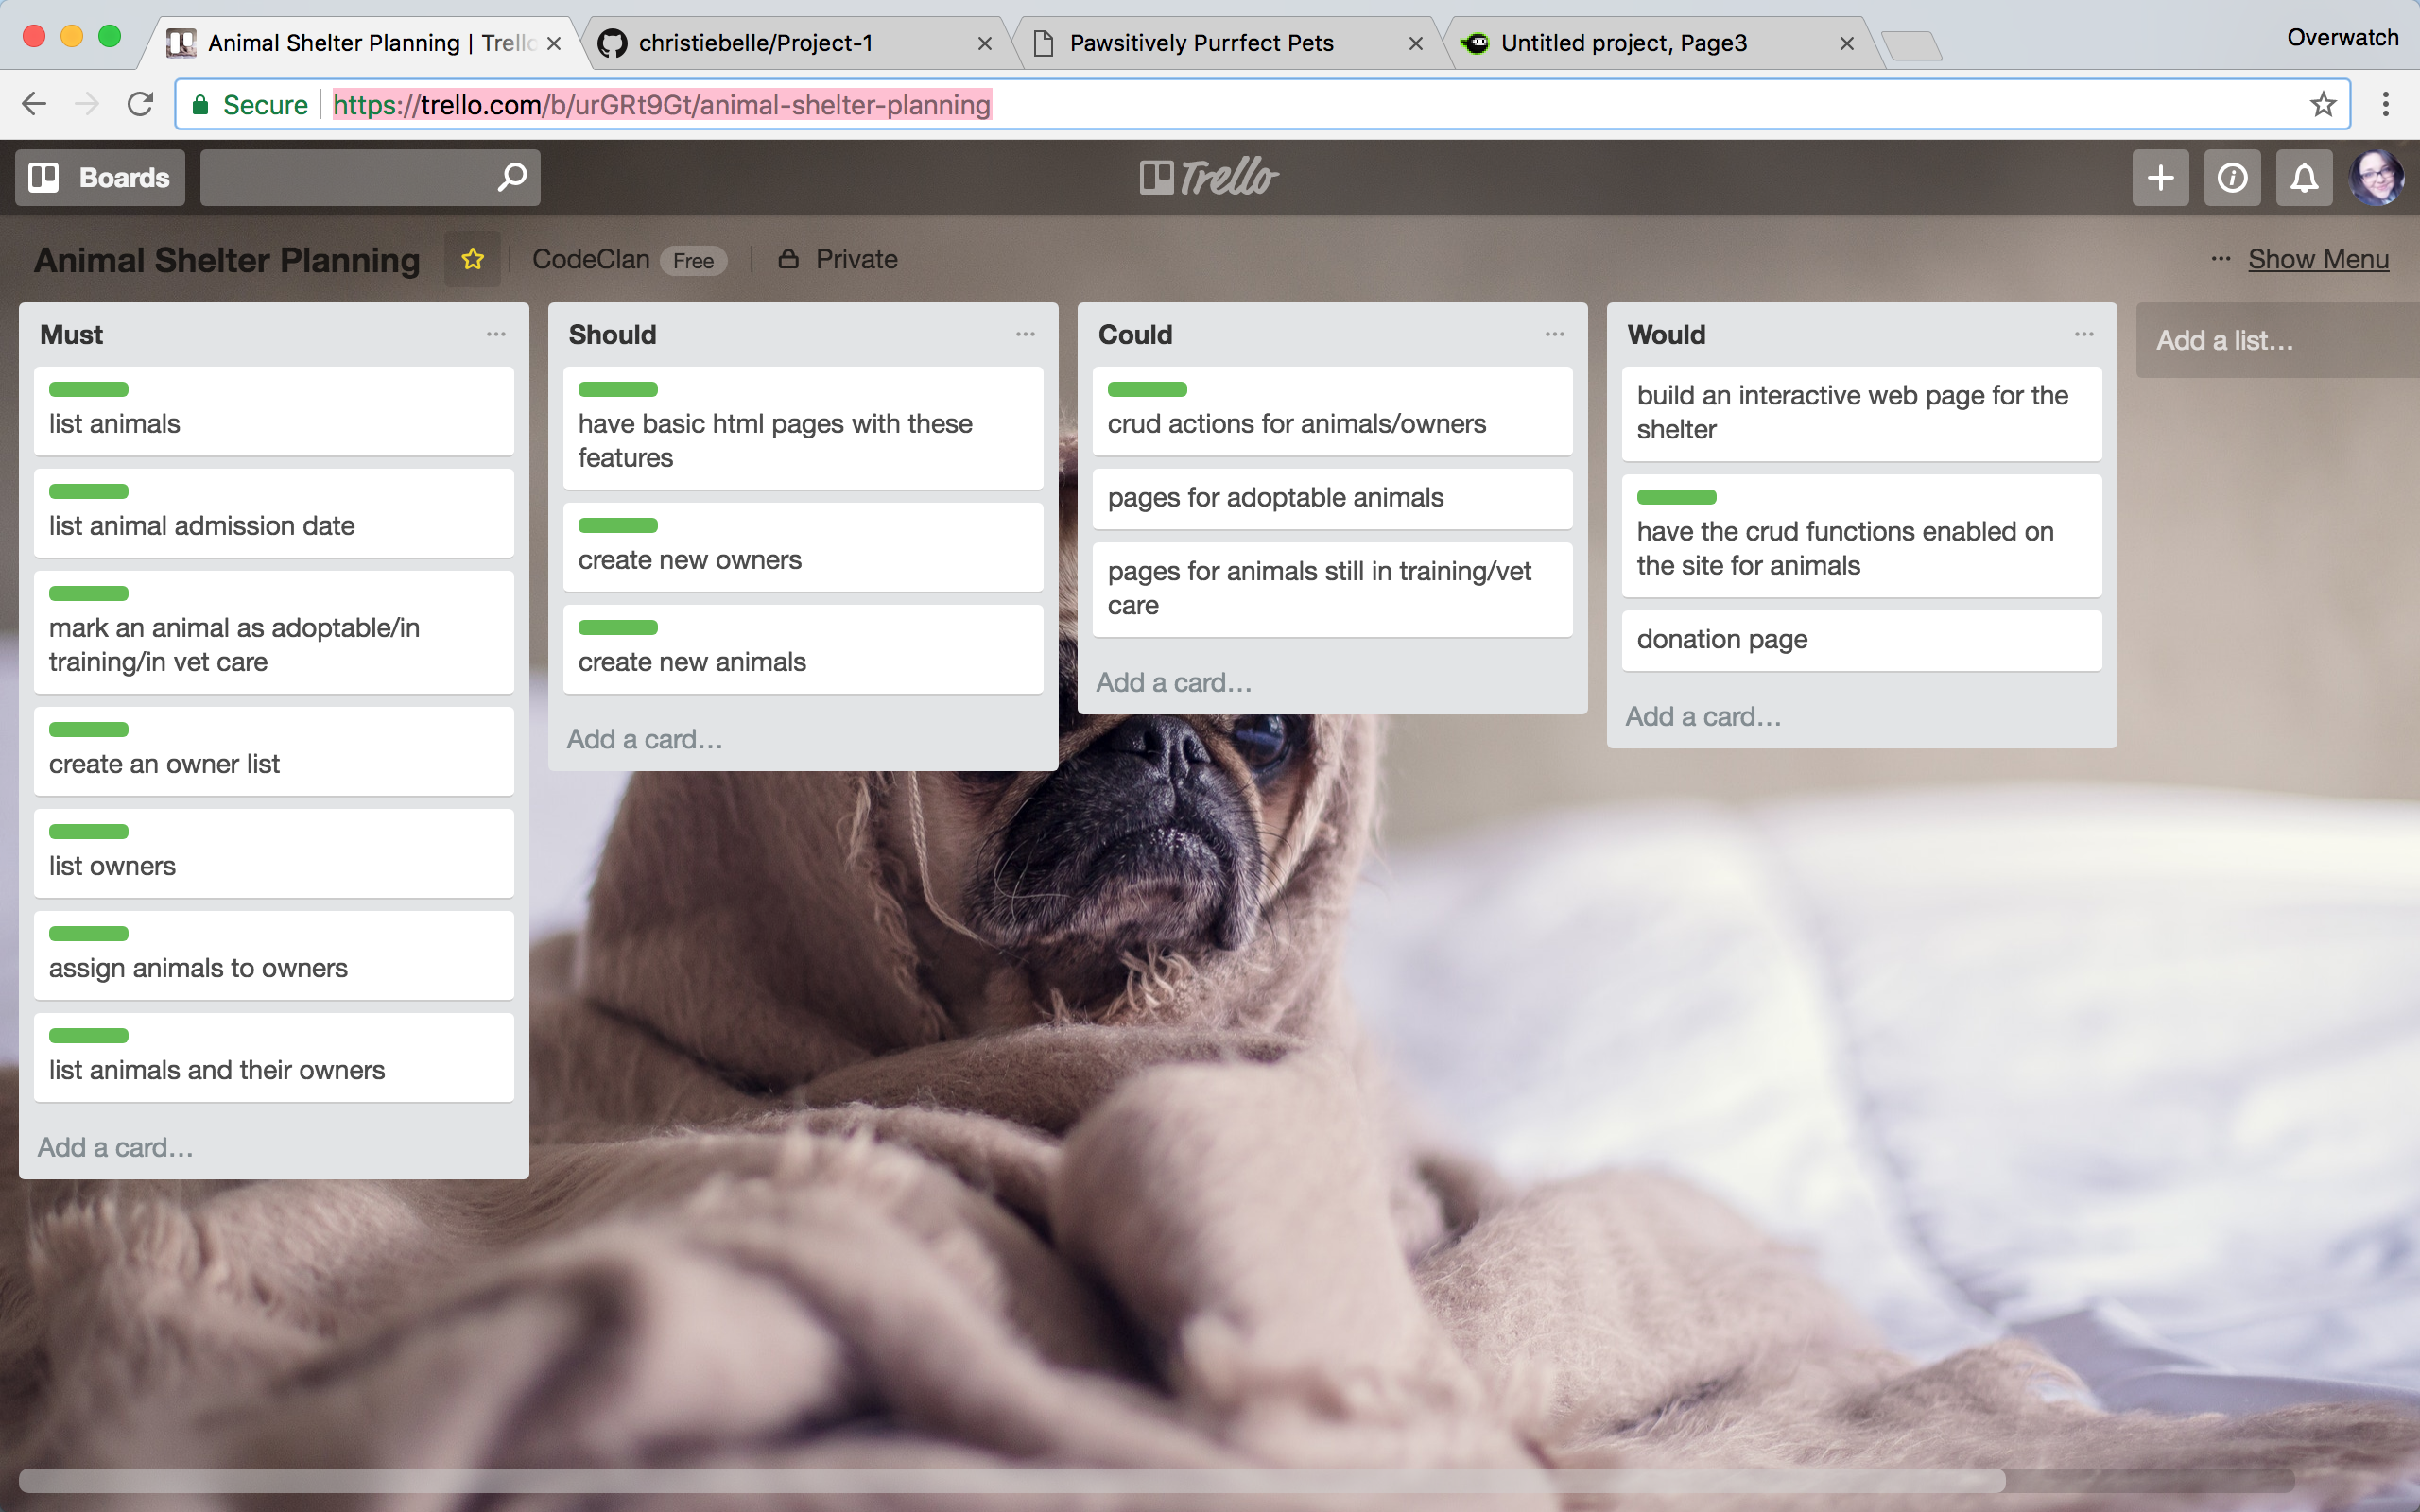 Animal Shelter Planning | Trello
christiebelle/Project-1
Pawsitively Purrfect Pets
Untitled project, Page3
Overwatch
Secure
https://trello.com/b/urGRt9Gt/animal-shelter-planning
Boards
Trello
Animal Shelter Planning
CodeClan
Free
Private
... Show Menu
Must
list animals
list animal admission date
mark an animal as adoptable/in
training/in vet care
create an owner list
list owners
assign animals to owners
list animals and their owners
Add a card...
Should
have basic html pages with these
features
create new owners
create new animals
Add a card...
Could
crud actions for animals/owners
pages for adoptable animals
pages for animals still in training/vet
care
Add a card...
Would
build an interactive web page for the
shelter
have the crud functions enabled on
the site for animals
donation page
Add a card...
Add a list...